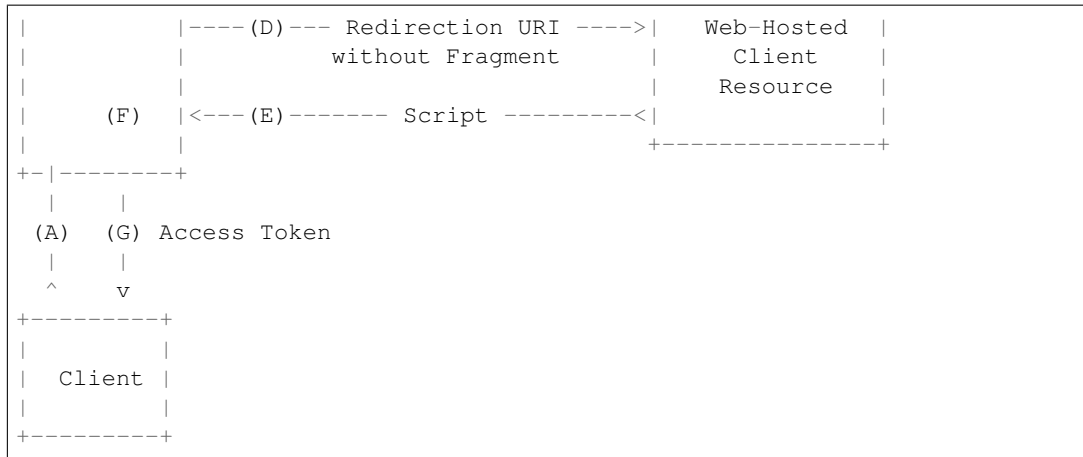 |         |----(D)--- Redirection URI ---->|   Web-Hosted  |
|         |          without Fragment      |     Client    |
|         |                                |    Resource   |
|     (F) |<---(E)------- Script ---------<|               |
|         |                                +---------------+
+-|--------+
  |    |
 (A)  (G) Access Token
  |    |
  ^    v
+---------+
|         |
|  Client |
|         |
+---------+